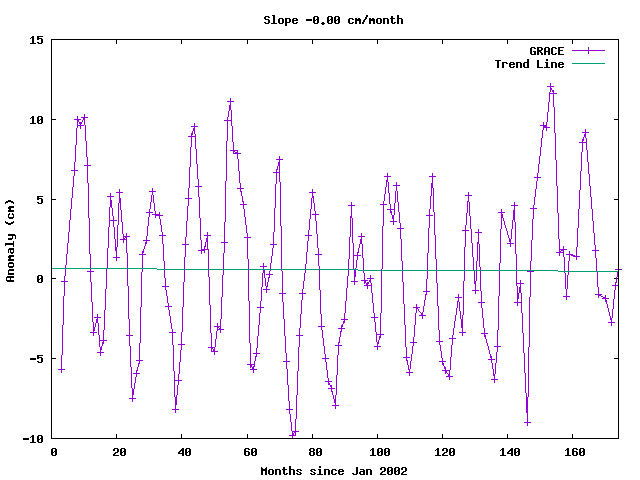 Slope -0.00 cm/month
15
10
5
0
-5
-10
Anomaly (cm)
GRACE
Trend Line
0 20 40 60 80 100 120 140 160
Months since Jan 2002